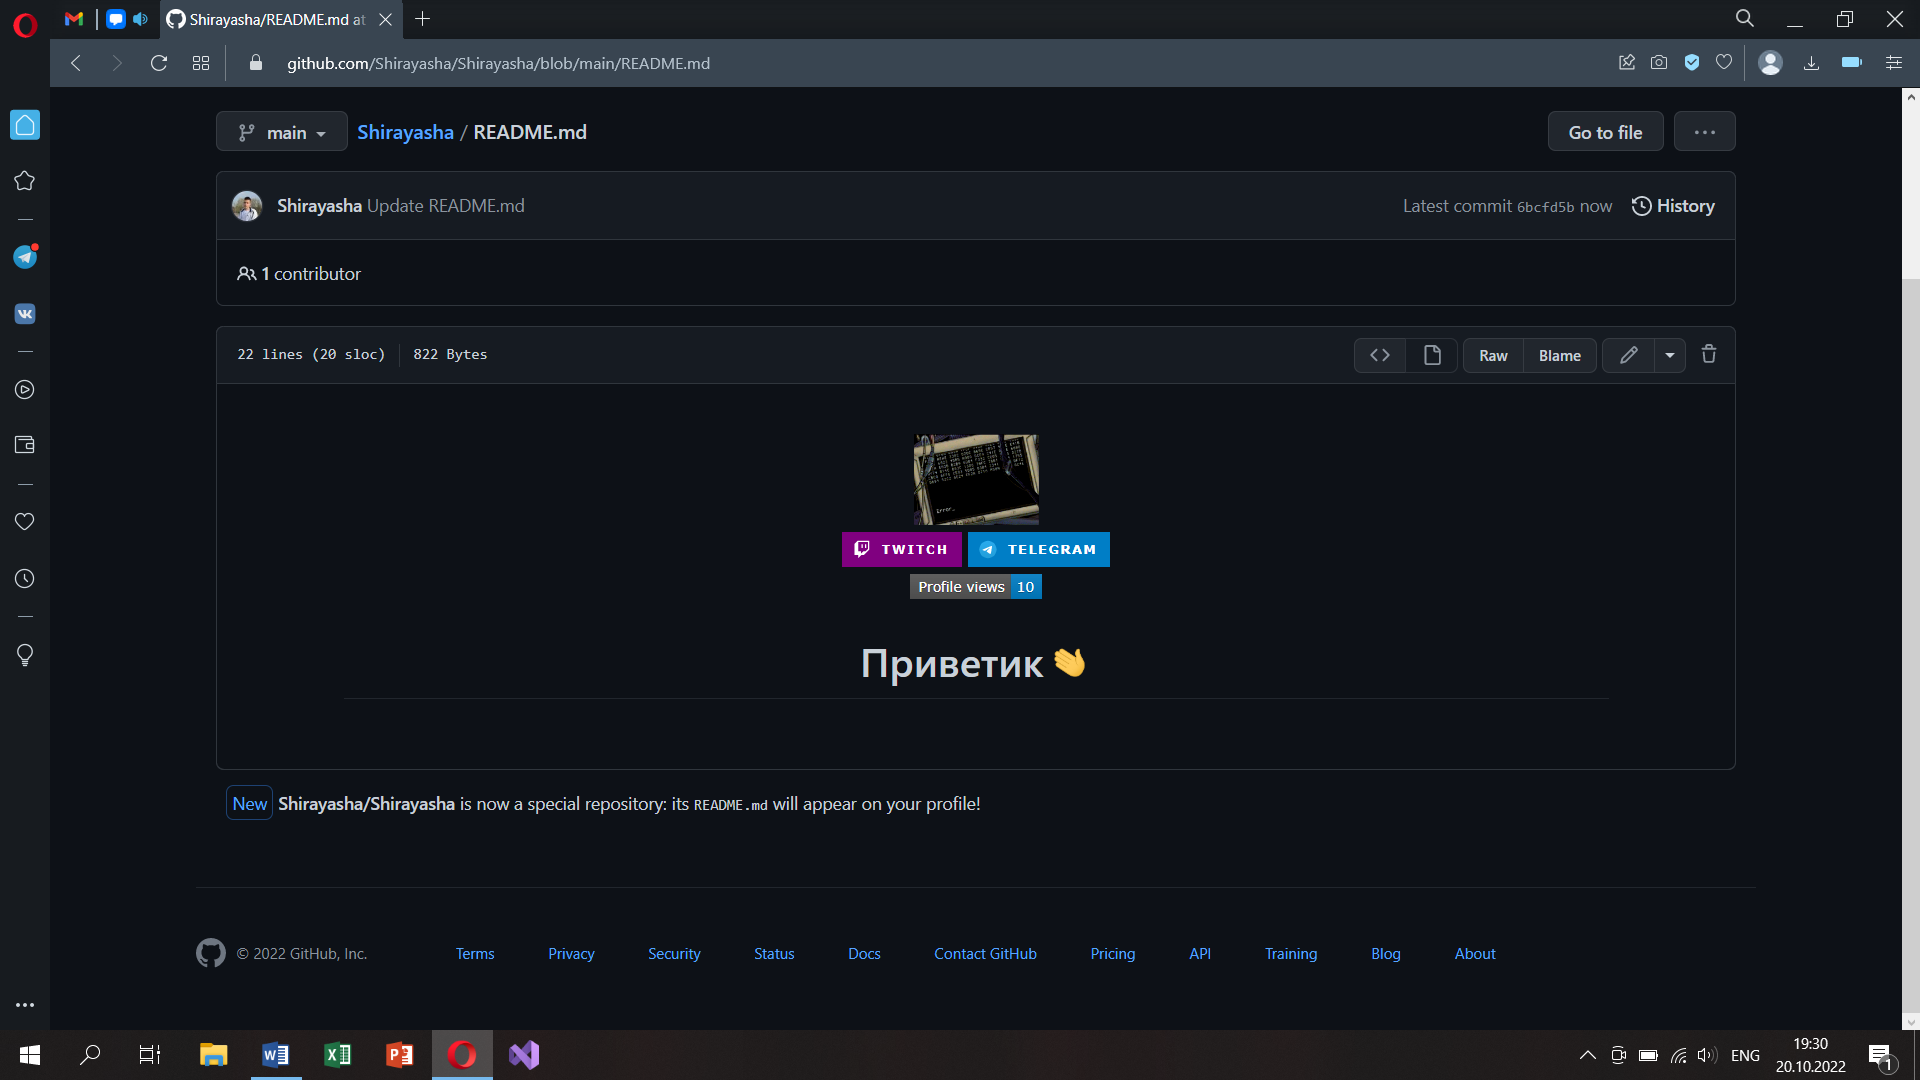 Shirayasha/README.md at
github.com/Shirayasha/Shirayasha/blob/main/README.md
main Shirayasha / README.md Go to file
Shirayasha Update README.md Latest commit 6bcfd5b now History
1 contributor
22 lines (20 sloc) 822 Bytes Raw Blame
Error_
TWITCH TELEGRAM
Profile views 10
Приветик 👋
New Shirayasha/Shirayasha is now a special repository: its README.md will appear on your profile!
© 2022 GitHub, Inc. Terms Privacy Security Status Docs Contact GitHub Pricing API Training Blog About
ENG 19:30
20.10.2022
1